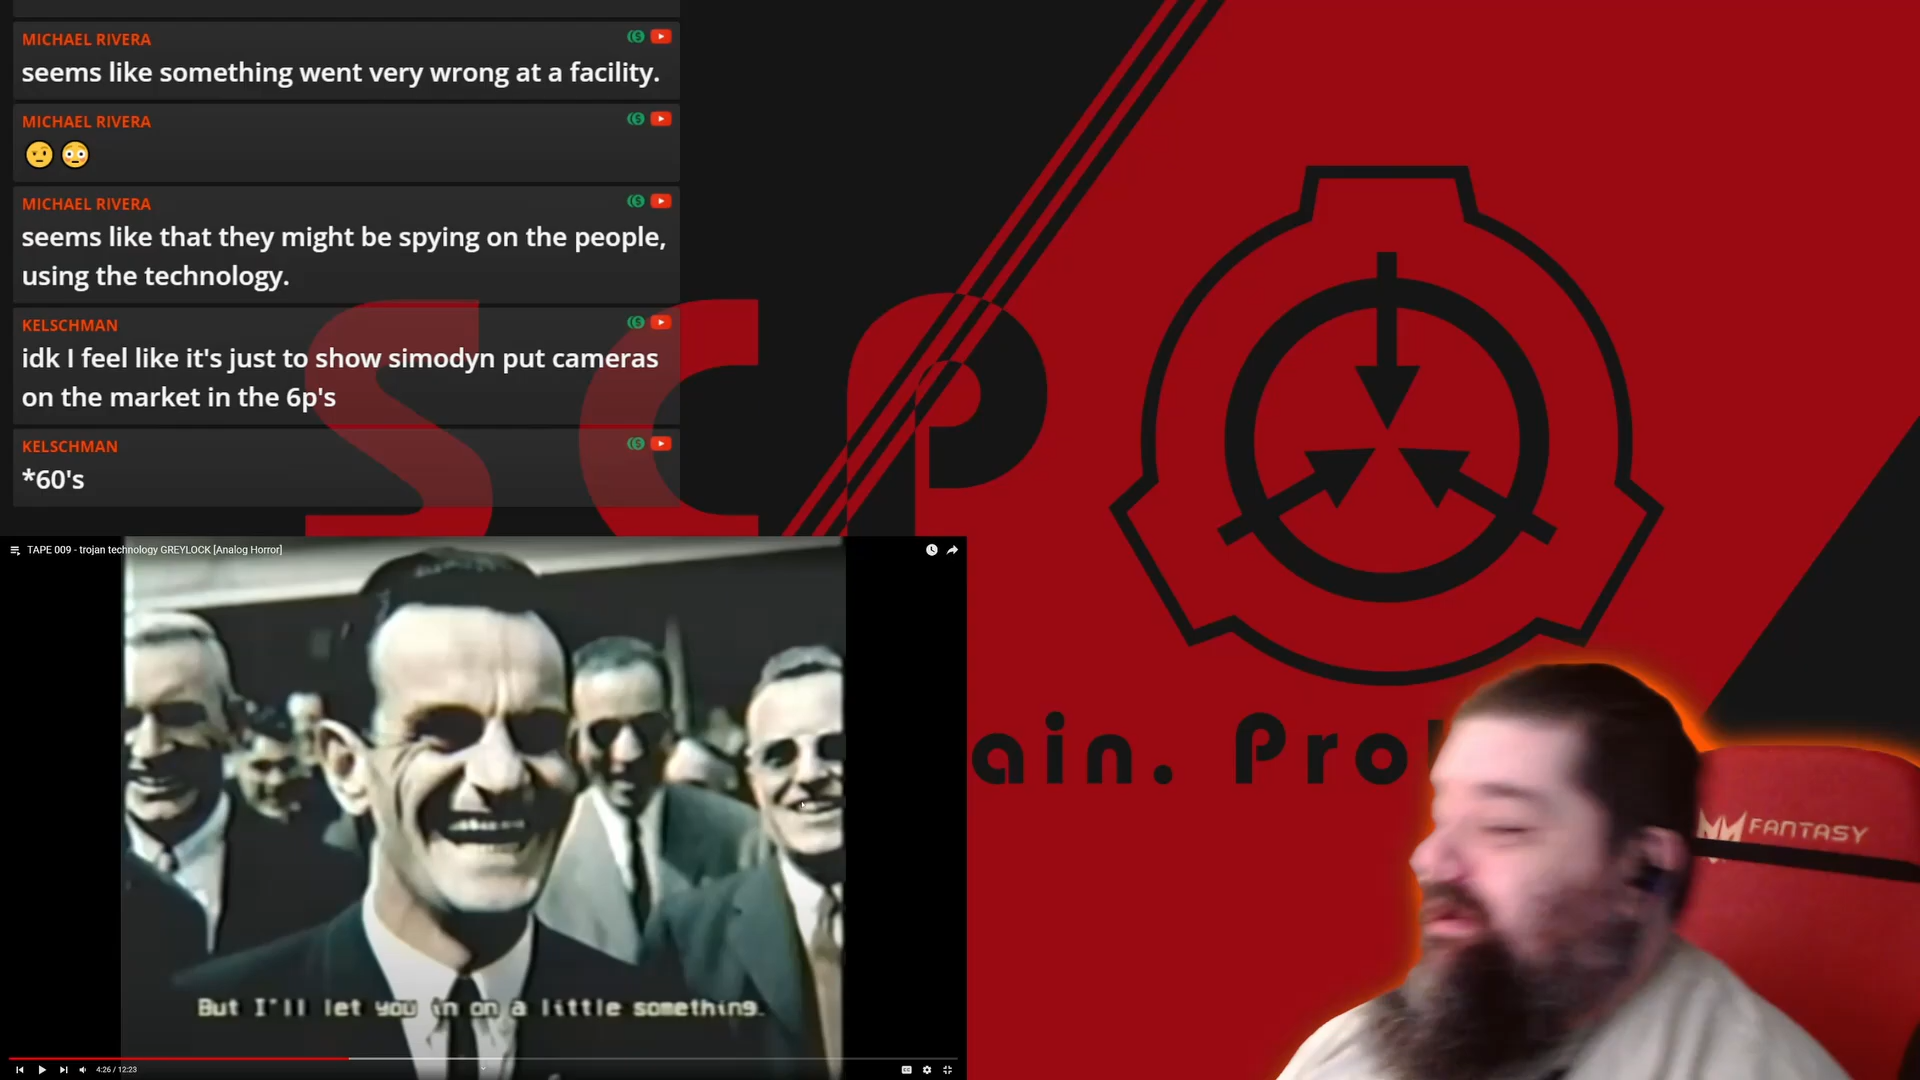 MICHAEL RIVERA
seems like something went very wrong at a facility.
MICHAEL RIVERA
MICHAEL RIVERA
seems like that they might be spying on the people,
using the technology.
KELSCHMAN
idk I feel like it's just to show simodyn put cameras
on the market in the 6p's
KELSCHMAN
*60's
SCP
TAPE 009 - trojan technology GREYLOCK [Analog Horror]
ain. Pro
FANTASY
But I'll let you in on a little something.
4:26 / 12:23